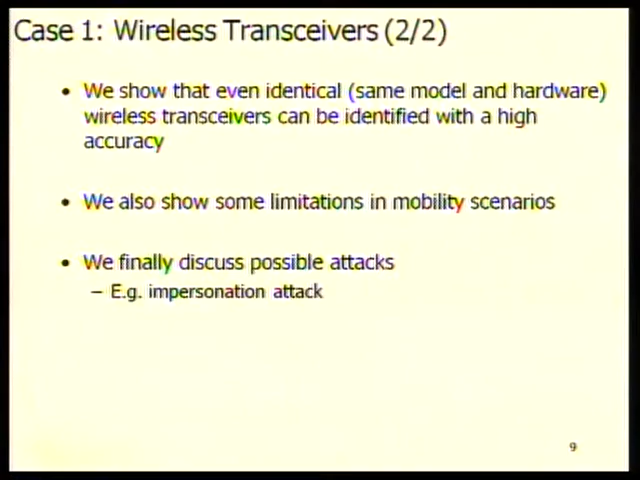 Case 1: Wireless Transceivers (2/2)
• We show that even identical (same model and hardware)
wireless transceivers can be identified with a high
accuracy
• We also show some limitations in mobility scenarios
• We finally discuss possible attacks
– E.g. impersonation attack
9